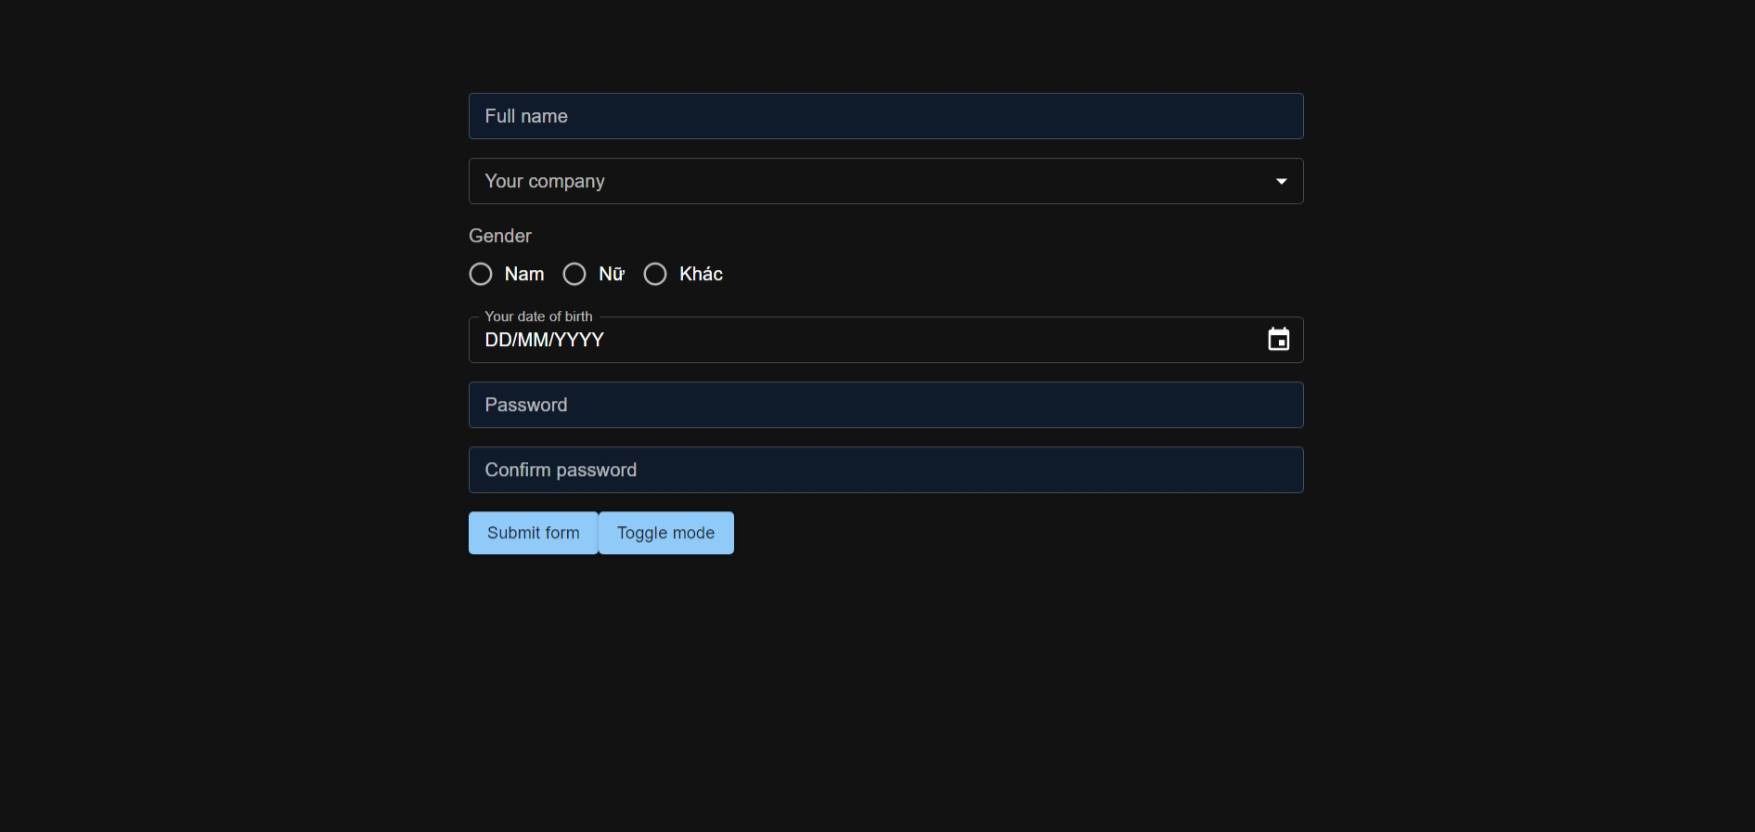 Full name
Your company
Gender
Nam Nữ Khác
Your date of birth
DD/MM/YYYY
Password
Confirm password
Submit form Toggle mode